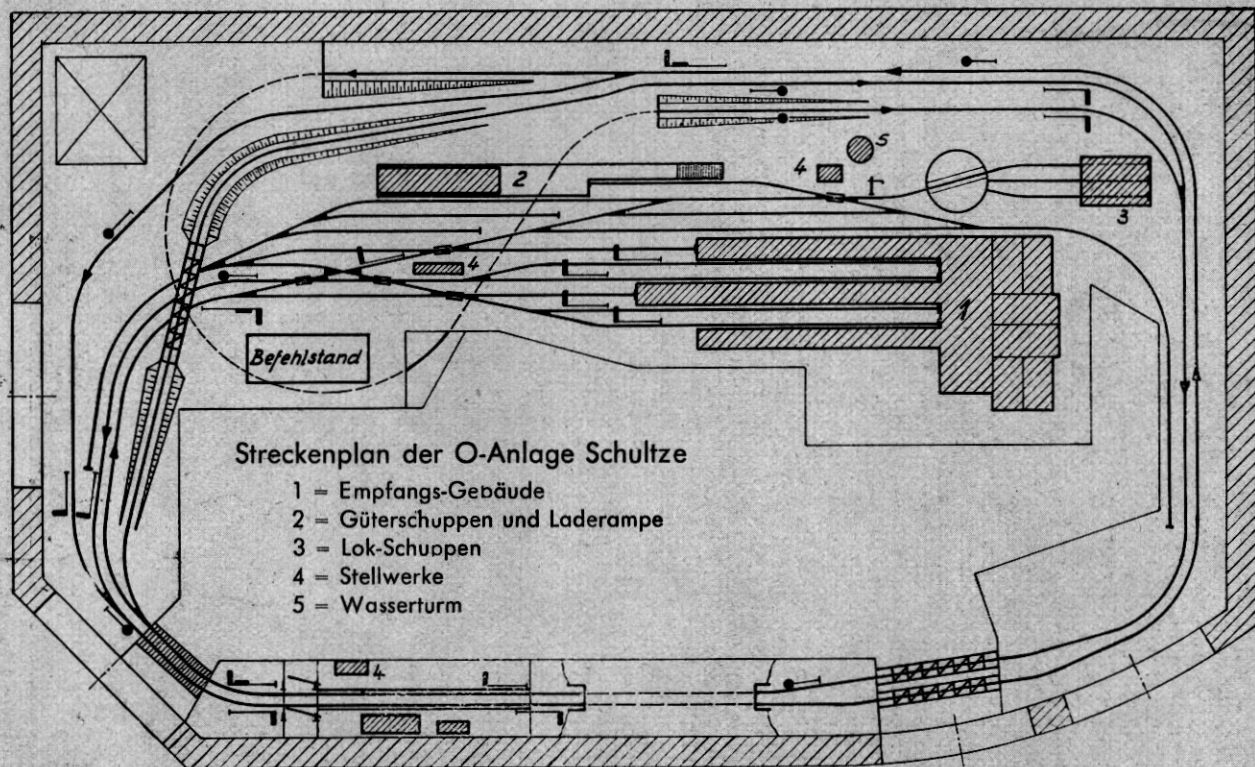 5
4
2
3
4
1
Befehlstand
Streckenplan der O-Anlage Schultze
1 = Empfangs-Gebäude
2 = Güterschuppen und Laderampe
3 = Lok-Schuppen
4 = Stellwerke
5 = Wasserturm
4